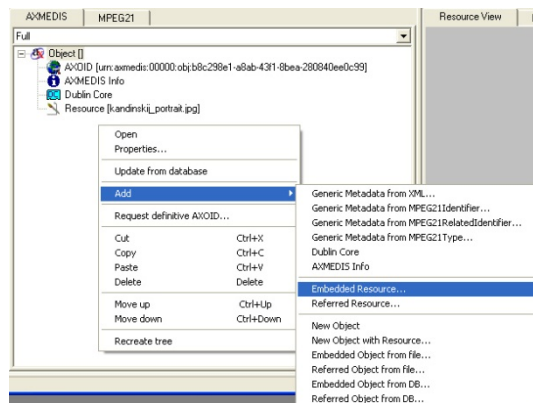 AXMEDIS MPEG21 Resource View
Full
Object []
AXOID [urn:axmedis:00000:obj:b8c298e1-a8ab-43f1-8bea-280840ee0c99]
AXMEDIS Info
Dublin Core
Resource [kandinskij_portrait.jpg]
Open
Properties...
Update from database
Add
Request definitive AXOID...
Cut Ctrl+X
Copy Ctrl+C
Paste Ctrl+V
Delete Delete
Move up Ctrl+Up
Move down Ctrl+Down
Recreate tree
Generic Metadata from XML...
Generic Metadata from MPEG21Identifier...
Generic Metadata from MPEG21RelatedIdentifier...
Generic Metadata from MPEG21Type...
Dublin Core
AXMEDIS Info
Embedded Resource...
Referred Resource...
New Object
New Object with Resource...
Embedded Object from file...
Referred Object from file...
Embedded Object from DB...
Referred Object from DB...